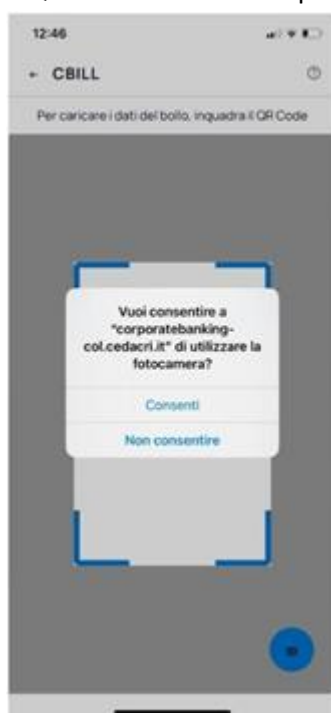 12:46
← CBILL
Per caricare i dati del bollo, inquadra il QR Code
Vuoi consentire a
"corporatebanking-
col.cedacri.it" di utilizzare la
fotocamera?
Consenti
Non consentire